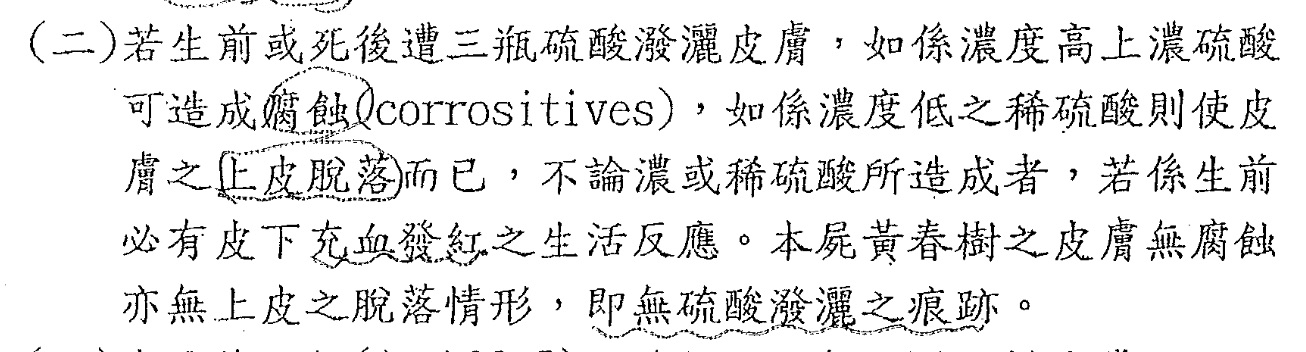 (二)若生前或死後遭三瓶硫酸潑灑皮膚，如係濃度高上濃硫酸
可造成腐蝕(corrositives)，如係濃度低之稀硫酸則使皮
膚之上皮脫落而已，不論濃或稀硫酸所造成者，若係生前
必有皮下充血發紅之生活反應。本屍黃春樹之皮膚無腐蝕
亦無上皮之脫落情形，即無硫酸潑灑之痕跡。